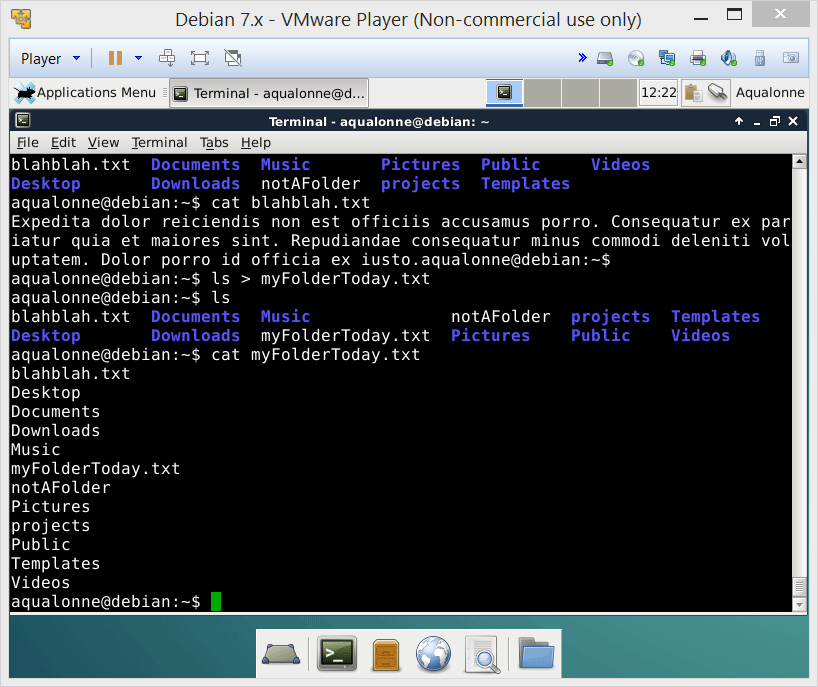 Debian 7.x - VMware Player (Non-commercial use only)
Player
Applications Menu Terminal - aqualonne@d... 12:22 Aqualonne
Terminal - aqualonne@debian: ~
File Edit View Terminal Tabs Help
blahblah.txt Documents Music Pictures Public Videos
Desktop Downloads notAFolder projects Templates
aqualonne@debian:~$ cat blahblah.txt
Expedita dolor reiciendis non est officiis accusamus porro. Consequatur ex par
iatur quia et maiores sint. Repudiandae consequatur minus commodi deleniti vol
uptatem. Dolor porro id officia ex iusto.aqualonne@debian:~$
aqualonne@debian:~$ ls > myFolderToday.txt
aqualonne@debian:~$ ls
blahblah.txt Documents Music notAFolder projects Templates
Desktop Downloads myFolderToday.txt Pictures Public Videos
aqualonne@debian:~$ cat myFolderToday.txt
blahblah.txt
Desktop
Documents
Downloads
Music
myFolderToday.txt
notAFolder
Pictures
projects
Public
Templates
Videos
aqualonne@debian:~$